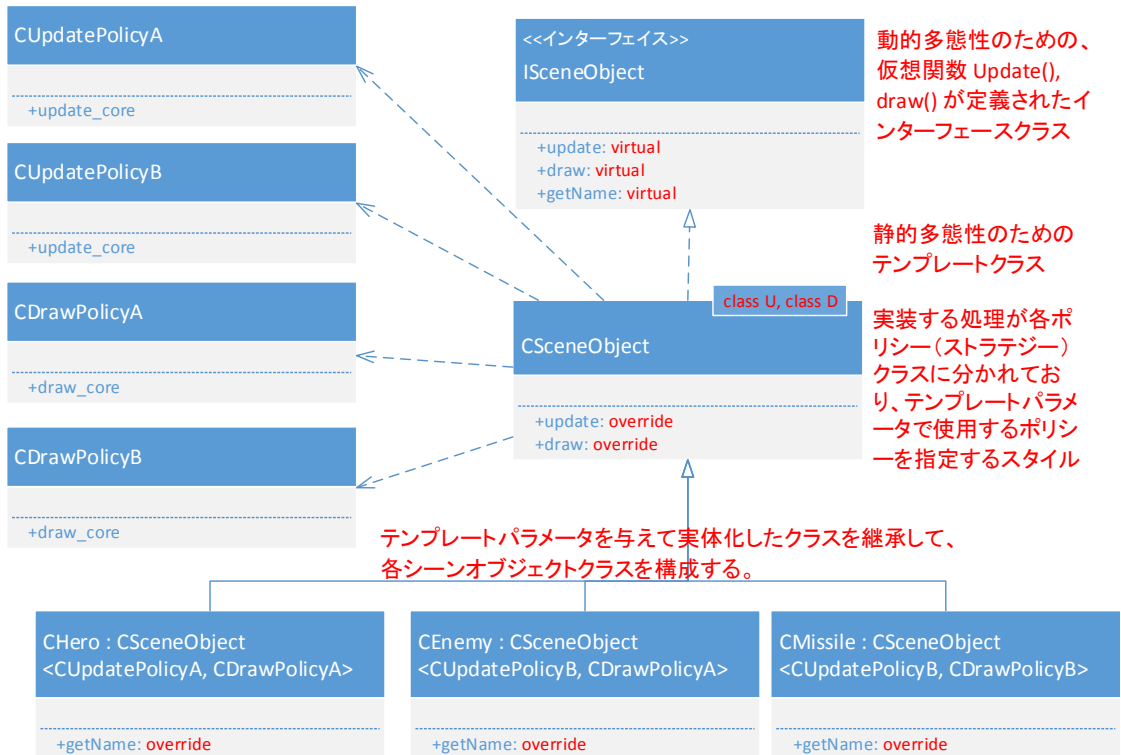 CUpdatePolicyA
+update_core
CUpdatePolicyB
+update_core
CDrawPolicyA
+draw_core
CDrawPolicyB
+draw_core
<<インターフェイス>>
ISceneObject
+update: virtual
+draw: virtual
+getName: virtual
動的多態性のための、
仮想関数 Update(),
draw() が定義されたイ
ンターフェースクラス
静的多態性のための
テンプレートクラス
class U, class D
CSceneObject
+update: override
+draw: override
実装する処理が各ポ
リシー(ストラテジー)
クラスに分かれてお
り、テンプレートパラメ
ータで使用するポリシ
ーを指定するスタイル
テンプレートパラメータを与えて実体化したクラスを継承して、
各シーンオブジェクトクラスを構成する。
CHero : CSceneObject
<CUpdatePolicyA, CDrawPolicyA>
+getName: override
CEnemy : CSceneObject
<CUpdatePolicyB, CDrawPolicyA>
+getName: override
CMissile : CSceneObject
<CUpdatePolicyB, CDrawPolicyB>
+getName: override